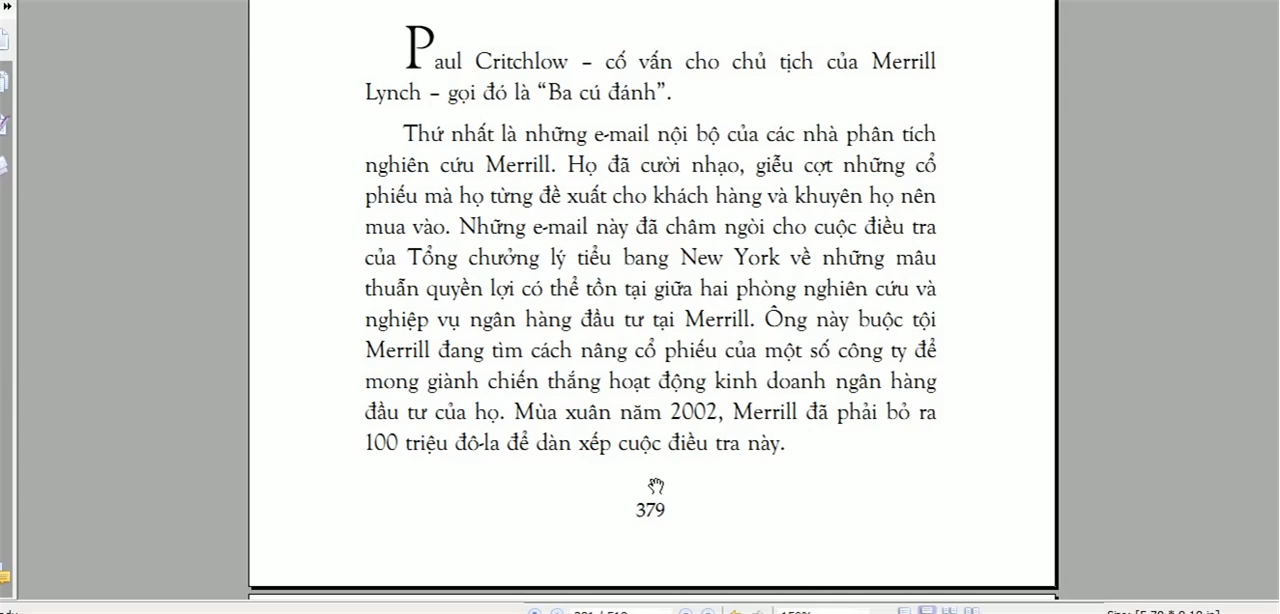 Paul Critchlow – cố vấn cho chủ tịch của Merrill
Lynch – gọi đó là “Ba cú đánh”.
Thứ nhất là những e-mail nội bộ của các nhà phân tích
nghiên cứu Merrill. Họ đã cười nhạo, giễu cợt những cổ
phiếu mà họ từng đề xuất cho khách hàng và khuyên họ nên
mua vào. Những e-mail này đã châm ngòi cho cuộc điều tra
của Tổng chưởng lý tiểu bang New York về những mâu
thuẫn quyền lợi có thể tồn tại giữa hai phòng nghiên cứu và
nghiệp vụ ngân hàng đầu tư tại Merrill. Ông này buộc tội
Merrill đang tìm cách nâng cổ phiếu của một số công ty để
mong giành chiến thắng hoạt động kinh doanh ngân hàng
đầu tư của họ. Mùa xuân năm 2002, Merrill đã phải bỏ ra
100 triệu đô-la để dàn xếp cuộc điều tra này.
379